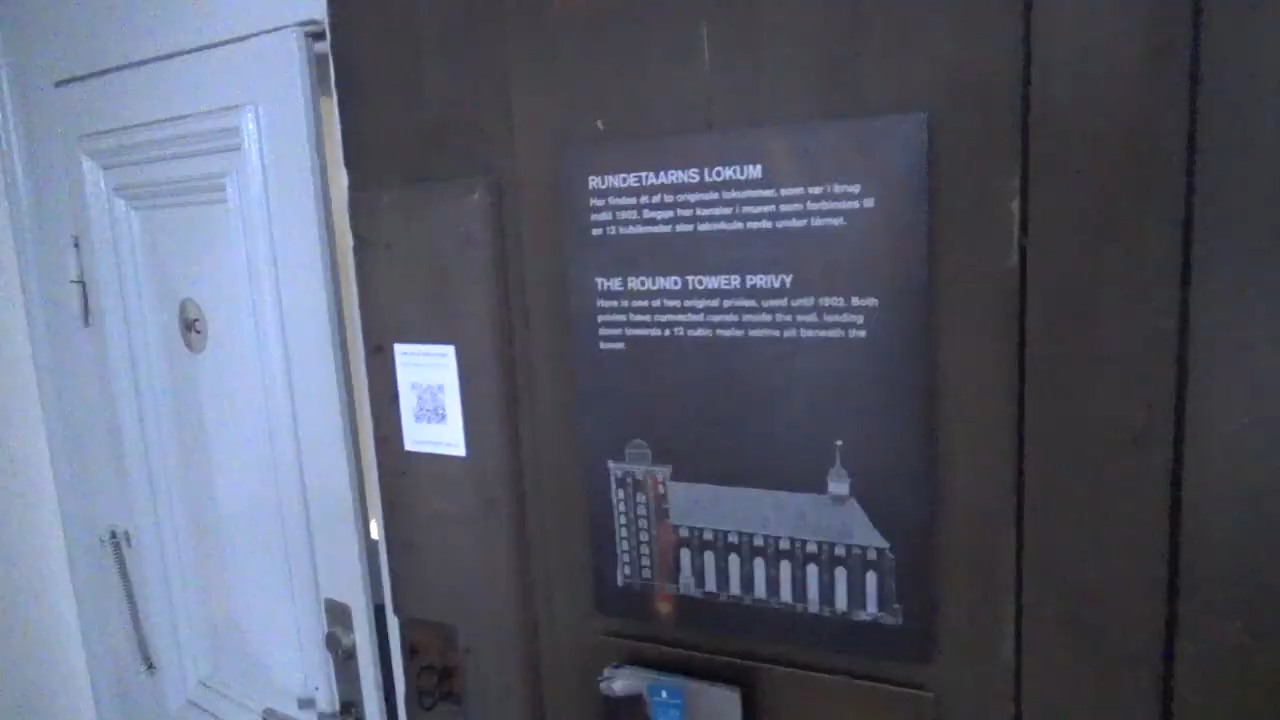 WC
RUNDETAARNS LOKUM
Her findes ét af to originale lokummer, som var i brug
indtil 1902. Begge har kanaler i muren som forbindes til
en 12 kubikmeter stor latrinkule nede under tårnet.
THE ROUND TOWER PRIVY
Here is one of two original privies, used until 1902. Both
privies have connected canals inside the wall, leading
down towards a 12 cubic meter latrine pit beneath the
tower.